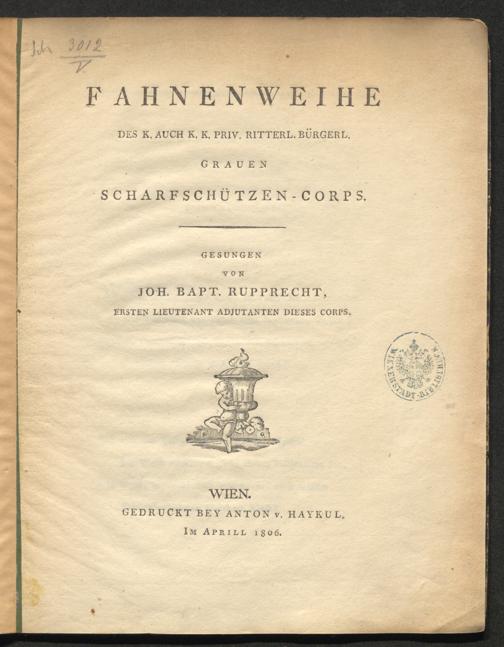 Sch 3012
V
FAHNENWEIHE
DES K. AUCH K. K. PRIV. RITTERL. BÜRGERL.
GRAUEN
SCHARFSCHÜTZEN-CORPS.
GESUNGEN
VON
JOH. BAPT. RUPPRECHT,
ERSTEN LIEUTENANT ADJUTANTEN DIESES CORPS.
WIEN.
GEDRUCKT BEY ANTON v. HAYKUL,
IM APRILL 1806.